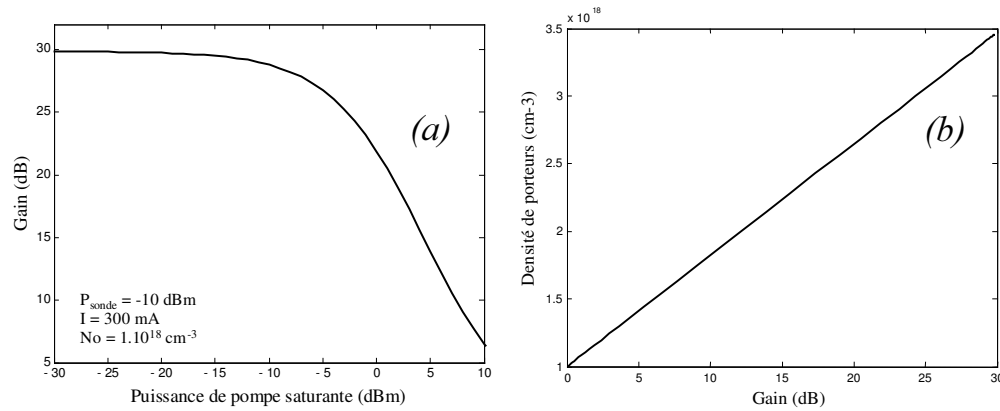 30
25
20
15
10
5
Gain (dB)
- 30 - 25 - 20 - 15 - 10 - 5 0 5 10
Puissance de pompe saturante (dBm)
(a)
P sonde = -10 dBm
I = 300 mA
No = 1.10^18 cm-3
x 10^18
3.5
3
2.5
2
1.5
1
Densité de porteurs (cm-3)
0 5 10 15 20 25 30
Gain (dB)
(b)